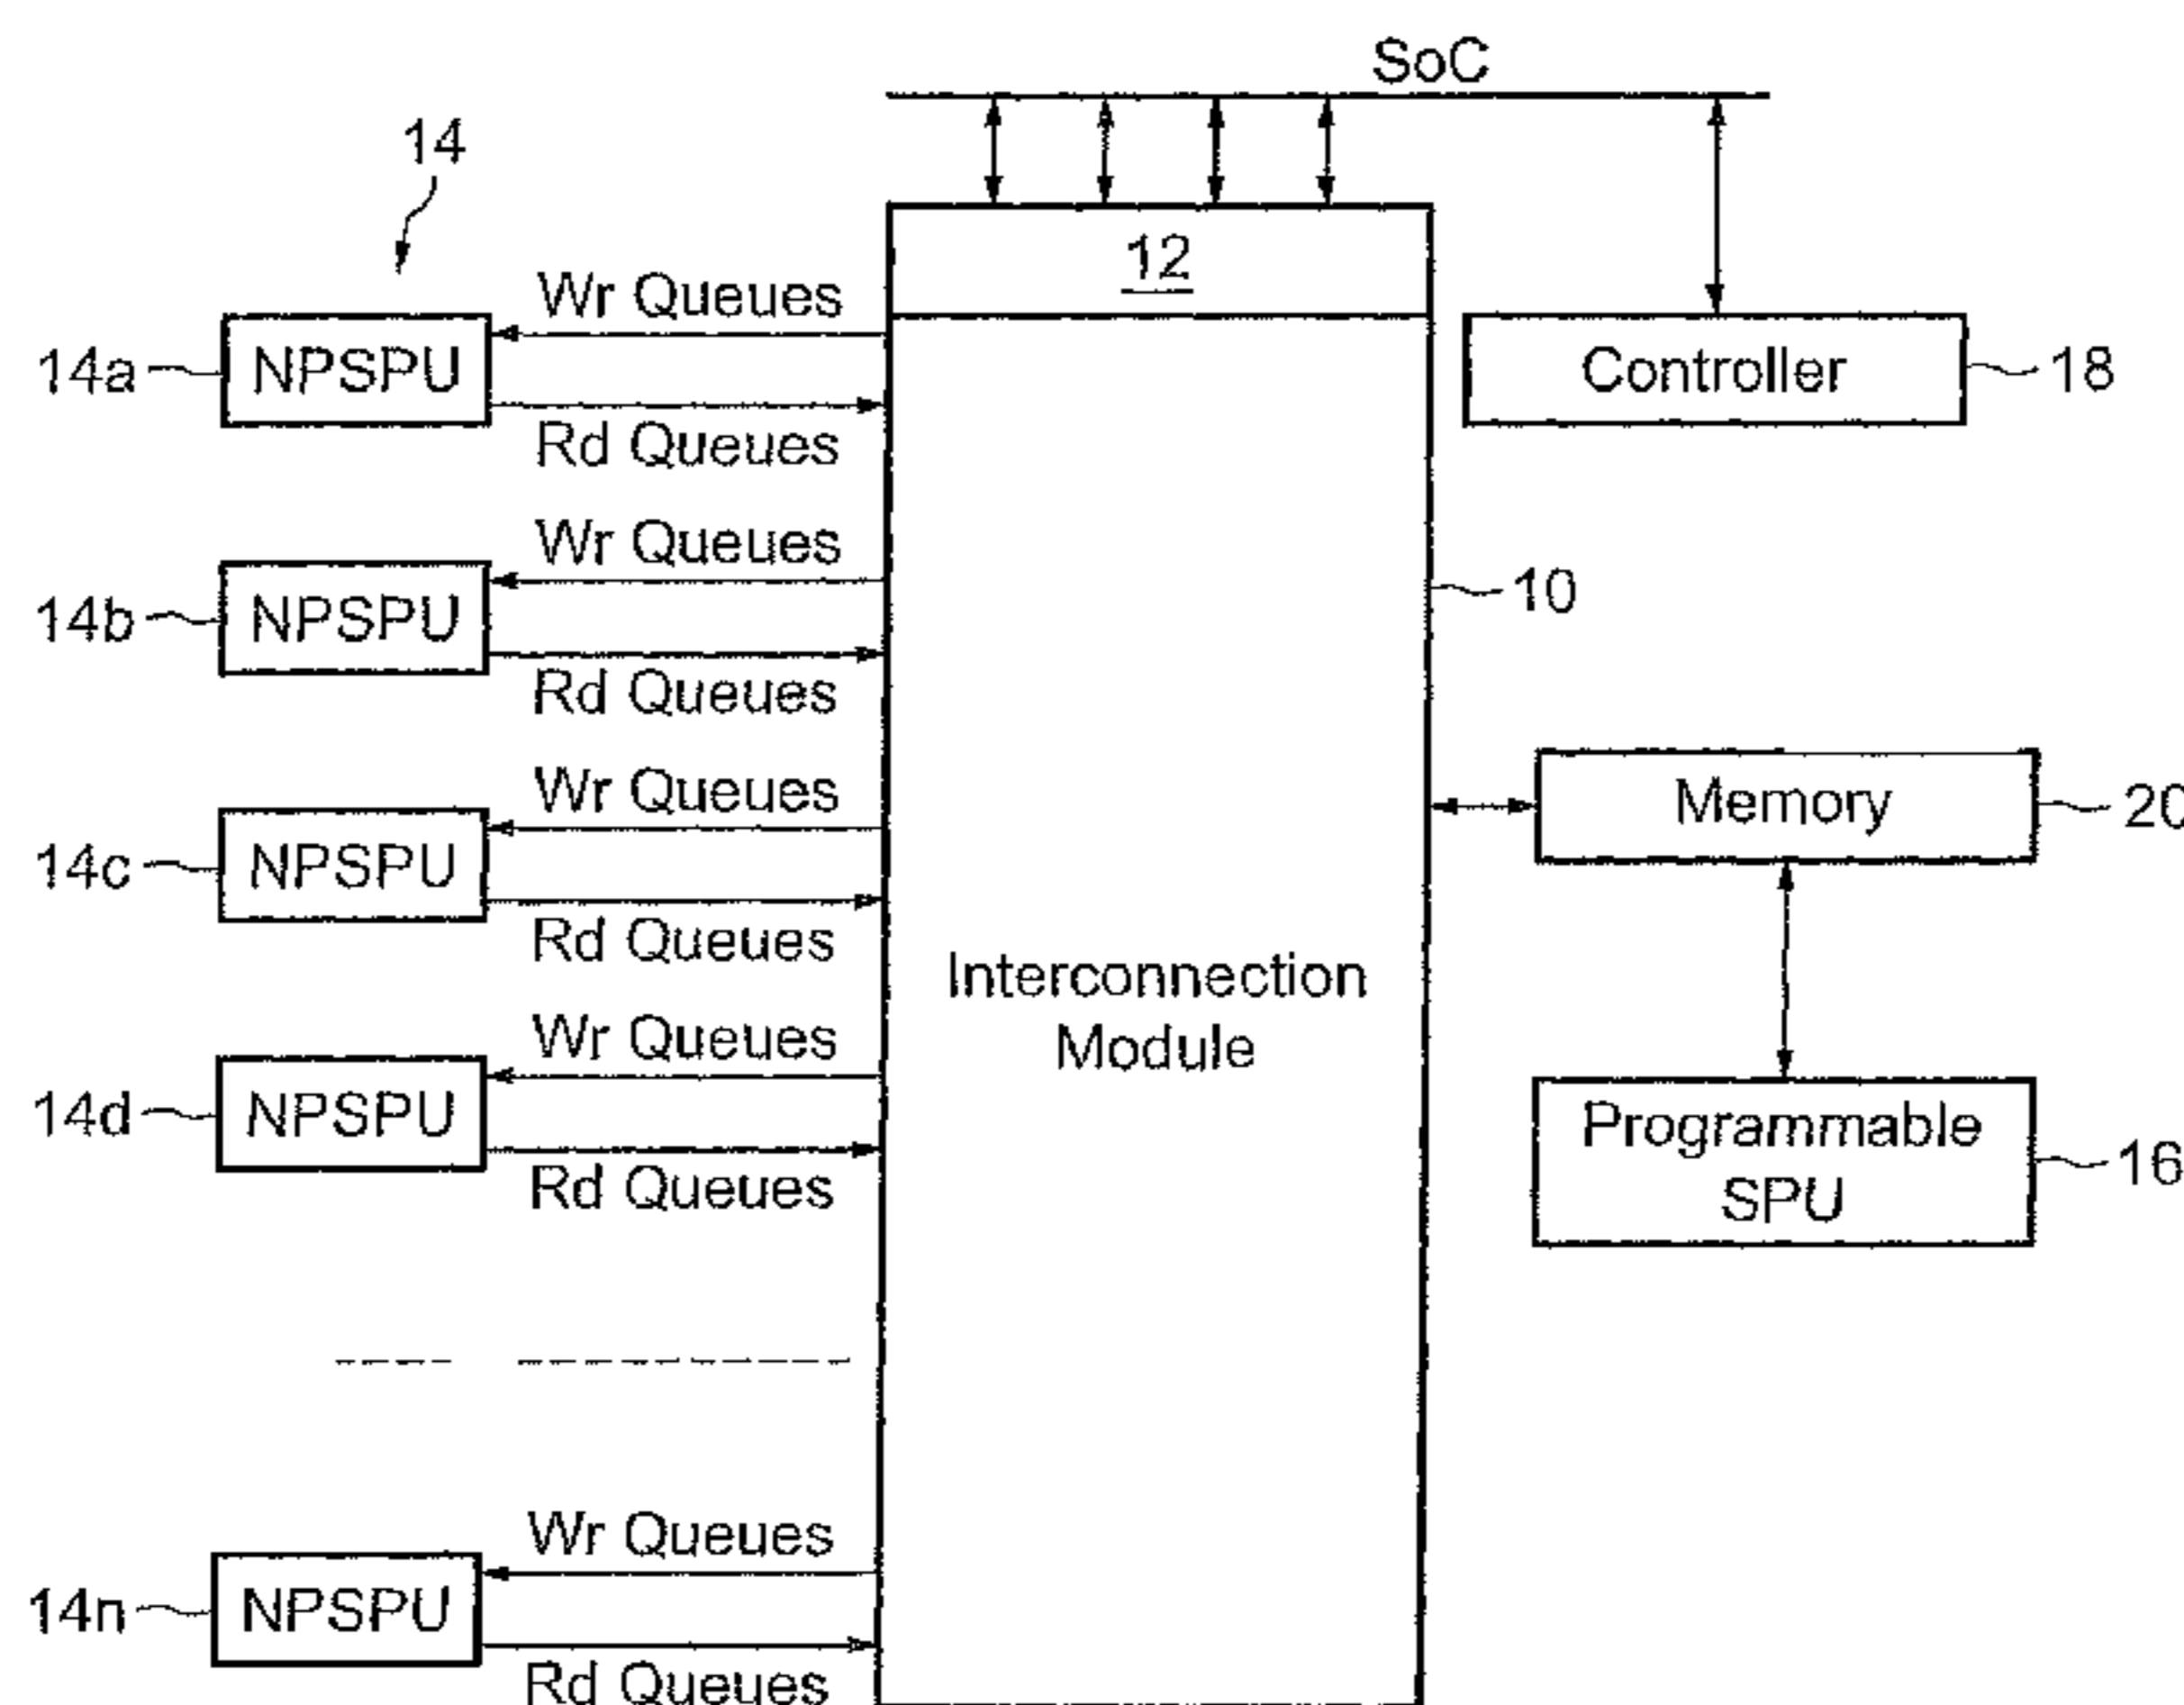 SoC
14
12
Wr Queues
14a
NPSPU
Controller
18
Rd Queues
Wr Queues
10
14b
NPSPU
Rd Queues
Wr Queues
Memory
20
14c
NPSPU
Rd Queues
Interconnection
Module
Wr Queues
14d
NPSPU
Programmable
SPU
16
Rd Queues
Wr Queues
14n
NPSPU
Rd Queues